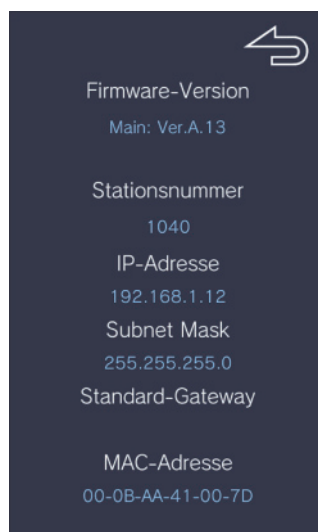 Firmware-Version
Main: Ver.A.13
Stationsnummer
1040
IP-Adresse
192.168.1.12
Subnet Mask
255.255.255.0
Standard-Gateway
MAC-Adresse
00-0B-AA-41-00-7D